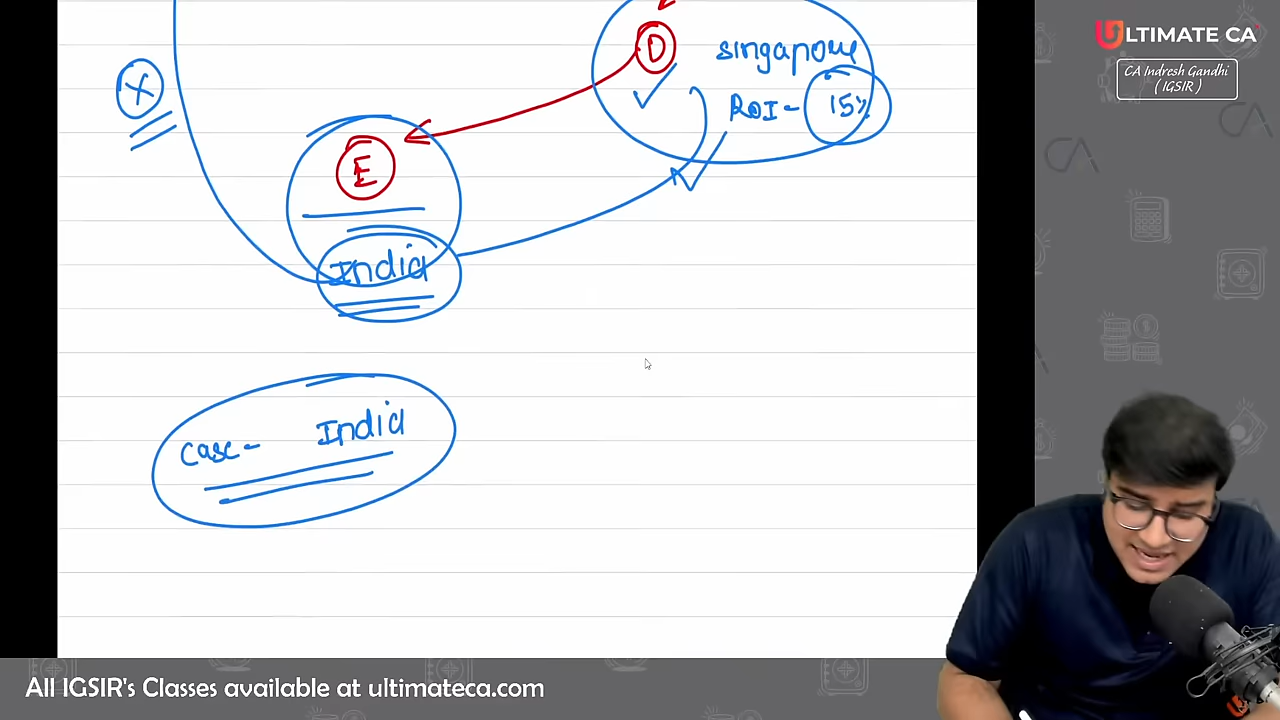 ULTIMATE CA
CA Indresh Gandhi
( IGSIR )
D
singapore
ROI - 15%
X
E
India
case - India
All IGSIR's Classes available at ultimateca.com